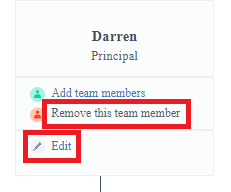 Darren
Principal
Add team members
Remove this team member
Edit